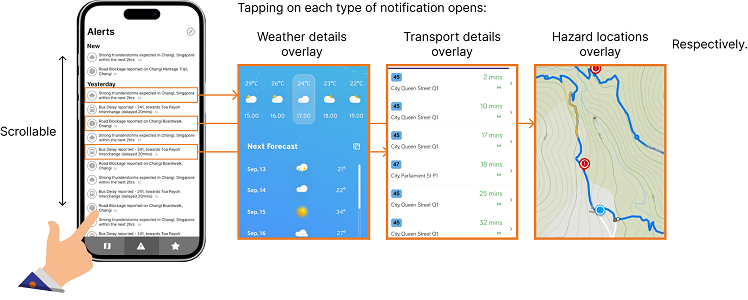 Tapping on each type of notification opens:
Weather details
overlay
Transport details
overlay
Hazard locations
overlay
Respectively.
Scrollable
Alerts
New
Strong thunderstorms expected in Changi, Singapore
within the next 2hrs
Road Blockage reported on Changi Heritage Trail,
Changi
Yesterday
Strong thunderstorms expected in Changi, Singapore
within the next 2hrs
Bus Delay reported - 241, towards Toa Payoh
Interchange (delayed 20mins)
Road Blockage reported on Changi Boardwalk,
Changi
Strong thunderstorms expected in Changi, Singapore
within the next 2hrs
Bus Delay reported - 241, towards Toa Payoh
Interchange (delayed 20mins)
Road Blockage reported on Changi Boardwalk,
Changi
Strong thunderstorms expected in Changi, Singapore
within the next 2hrs
Bus Delay reported - 241, towards Toa Payoh
Interchange (delayed 20mins)
Road Blockage reported on Changi Boardwalk,
Changi
Strong thunderstorms expected in Changi, Singapore
within the next 2hrs
Bus Delay reported - 241, towards Toa Payoh
29°C 26°C 24°C 23°C 22°C
15.00 16.00 17.00 18.00 19.00
Next Forecast
Sep, 13 21°
Sep, 14 22°
Sep, 15 34°
Sep, 16 27°
45 2 mins
City, Queen Street Q1
45 10 mins
City, Queen Street Q1
45 17 mins
City, Queen Street Q1
47 18 mins
City, Parliament St P1
45 25 mins
City, Queen Street Q1
45 32 mins
City, Queen Street Q1